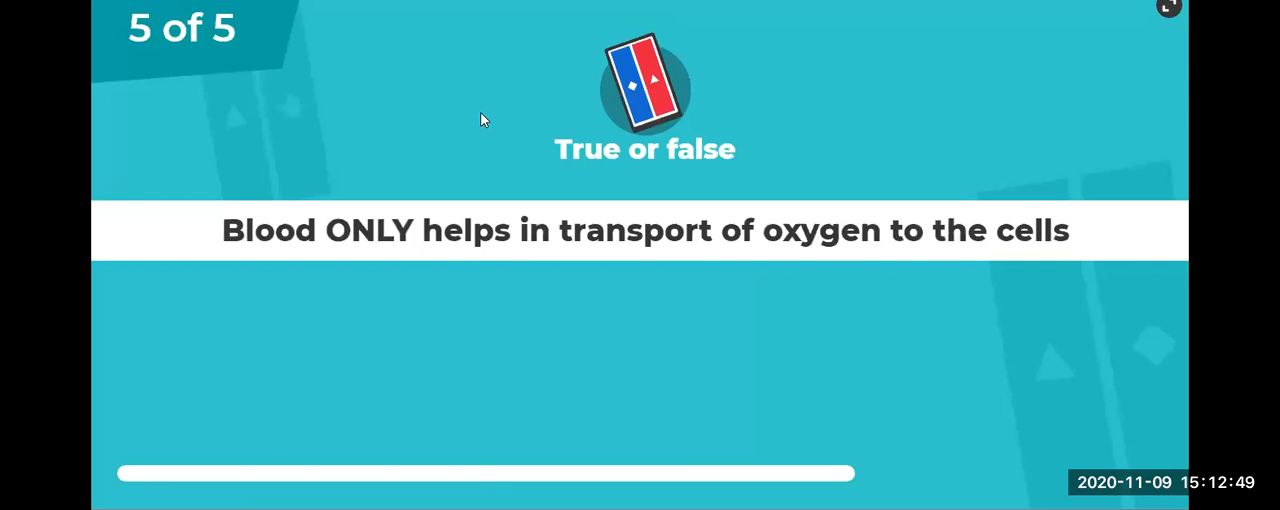 5 of 5
True or false
Blood ONLY helps in transport of oxygen to the cells
2020-11-09 15:12:49